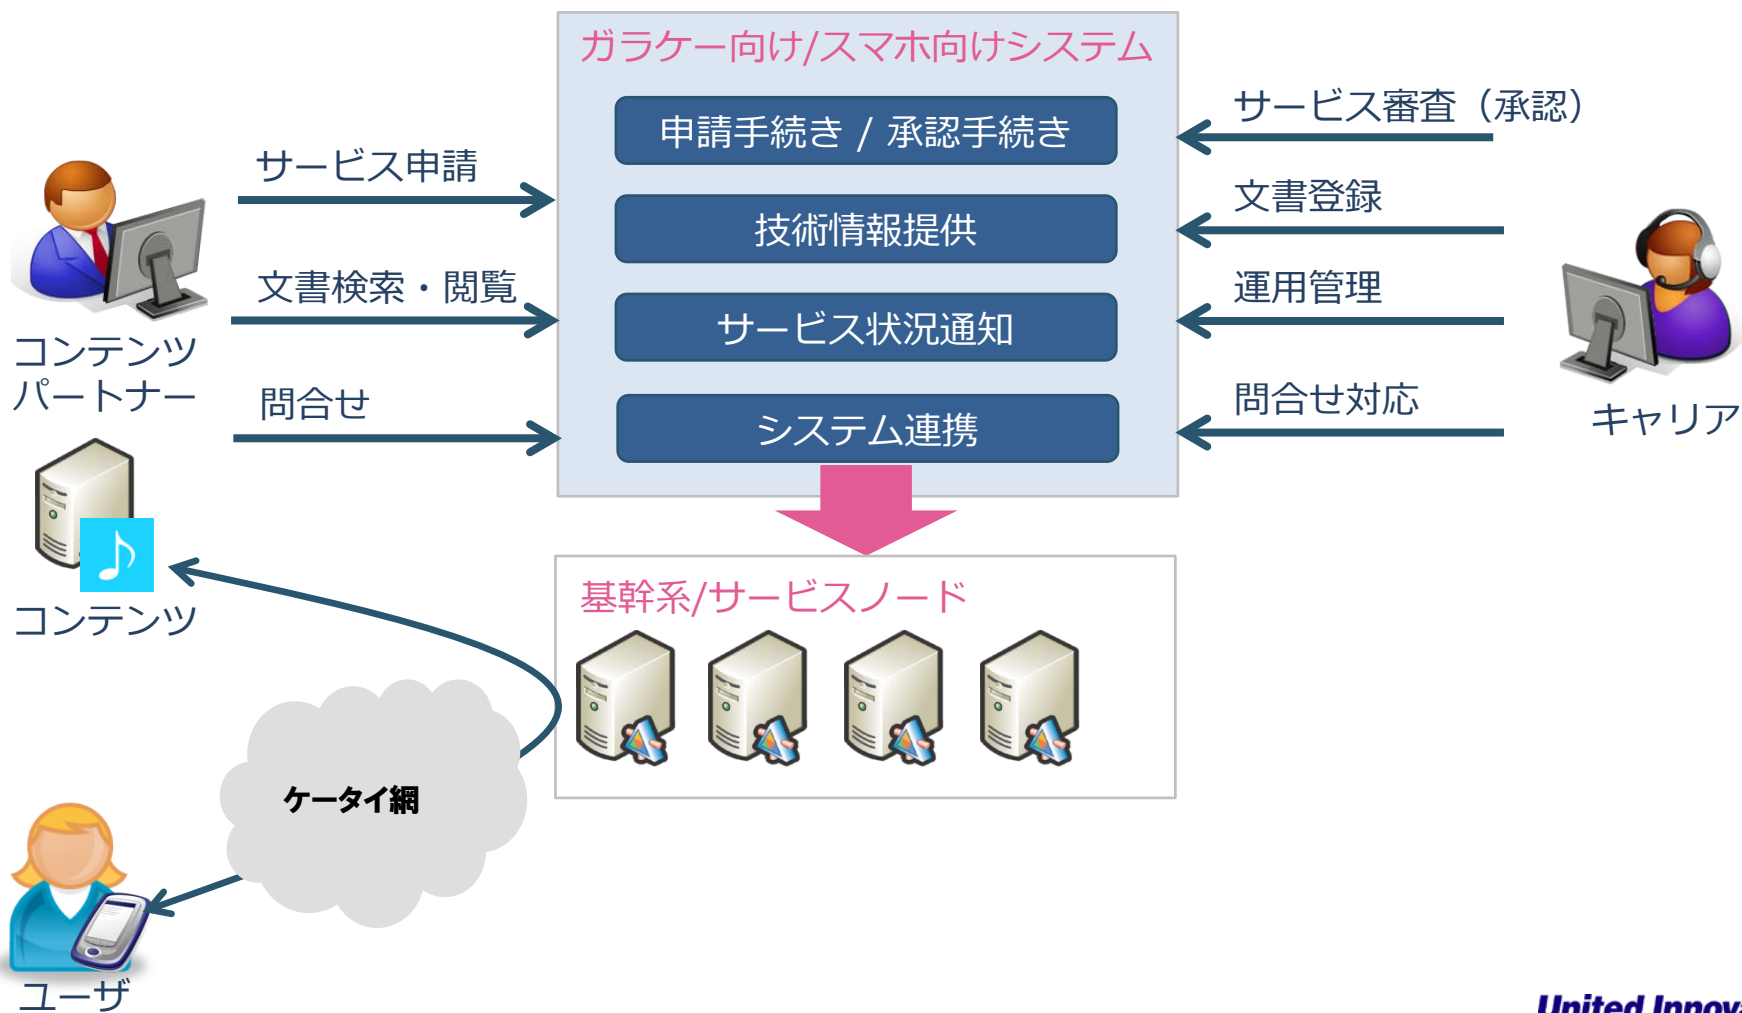 ガラケー向け/スマホ向けシステム
申請手続き / 承認手続き
技術情報提供
サービス状況通知
システム連携
サービス申請
文書検索・閲覧
問合せ
コンテンツ
パートナー
サービス審査（承認）
文書登録
運用管理
問合せ対応
キャリア
コンテンツ
基幹系/サービスノード
ケータイ網
ユーザ
United Innova